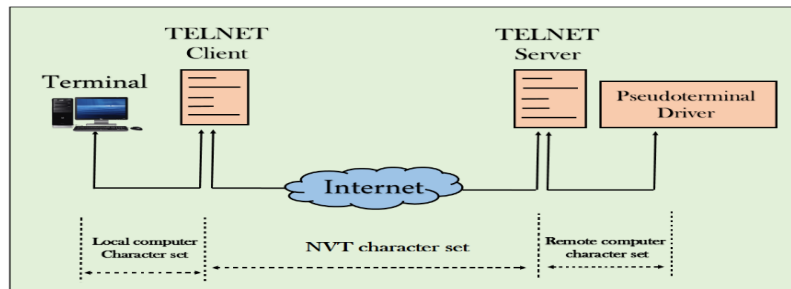 TELNET
Client
TELNET
Server
Terminal
Pseudoterminal
Driver
Internet
Local computer
Character set
NVT character set
Remote computer
character set